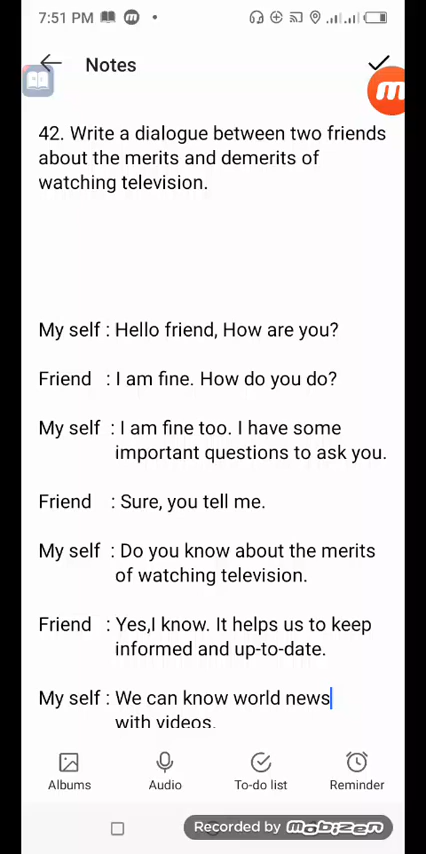 7:51 PM
Notes
42. Write a dialogue between two friends
about the merits and demerits of
watching television.
My self : Hello friend, How are you?
Friend : I am fine. How do you do?
My self : I am fine too. I have some
important questions to ask you.
Friend : Sure, you tell me.
My self : Do you know about the merits
of watching television.
Friend : Yes,I know. It helps us to keep
informed and up-to-date.
My self : We can know world news
with videos.
Albums Audio To-do list Reminder
Recorded by mobizen